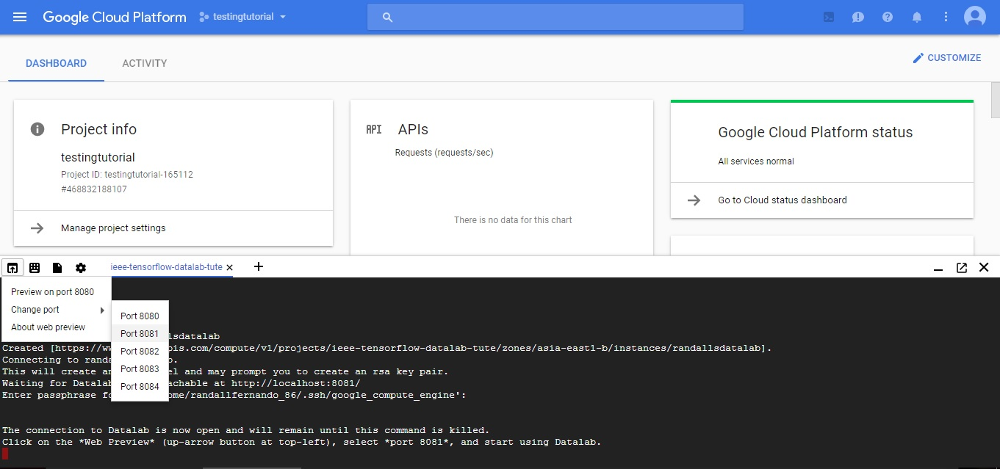 Google Cloud Platform
testingtutorial
DASHBOARD
ACTIVITY
CUSTOMIZE
Project info
testingtutorial
Project ID: testingtutorial-165112
#468832188107
Manage project settings
API
APIs
Requests (requests/sec)
There is no data for this chart
Google Cloud Platform status
All services normal
Go to Cloud status dashboard
ieee-tensorflow-datalab-tute
Preview on port 8080
Change port
About web preview
Port 8080
Port 8081
Port 8082
Port 8083
Port 8084
lsdatalab
Created [https://ww pis.com/compute/v1/projects/ieee-tensorflow-datalab-tute/zones/asia-east1-b/instances/randallsdatalab].
Connecting to randa o.
This will create an el and may prompt you to create an rsa key pair.
Waiting for Datalab achable at http://localhost:8081/
Enter passphrase fo ome/randallfernando_86/.ssh/google_compute_engine':
The connection to Datalab is now open and will remain until this command is killed.
Click on the *Web Preview* (up-arrow button at top-left), select *port 8081*, and start using Datalab.